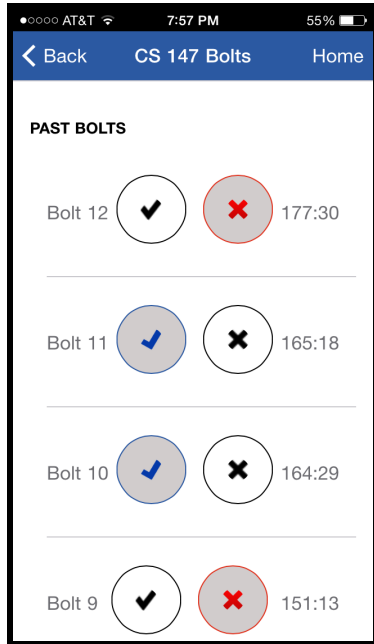 AT&T 7:57 PM 55%
Back CS 147 Bolts Home
PAST BOLTS
Bolt 12 177:30
Bolt 11 165:18
Bolt 10 164:29
Bolt 9 151:13